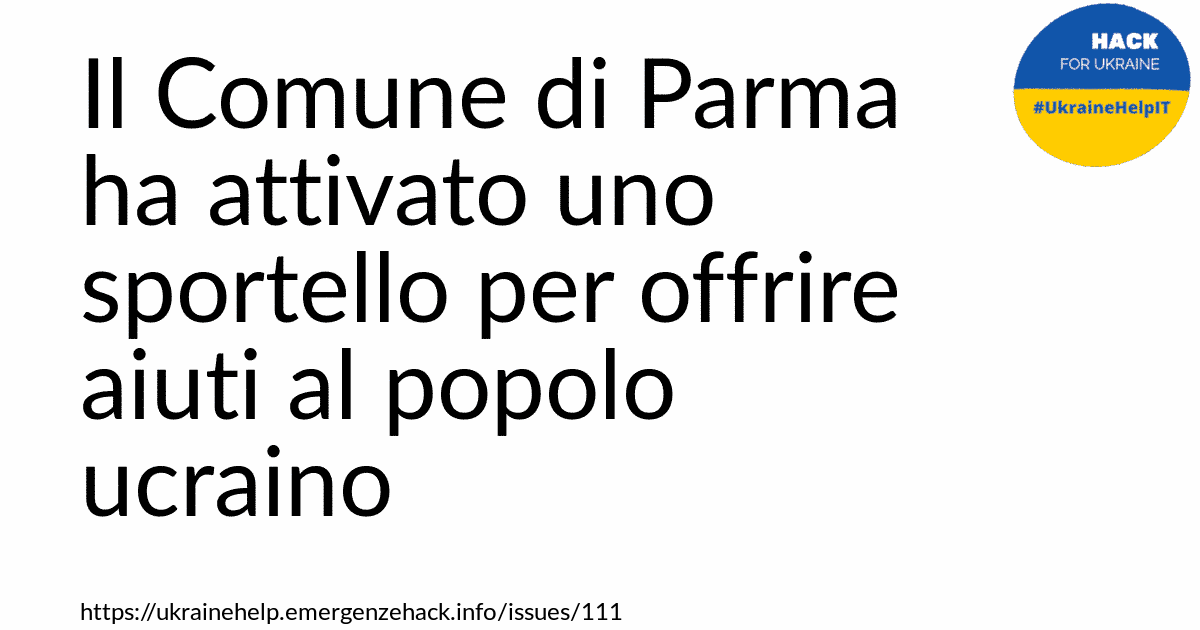 Il Comune di Parma
ha attivato uno
sportello per offrire
aiuti al popolo
ucraino
HACK
FOR UKRAINE
#UkraineHelpIT
https://ukrainehelp.emergenzehack.info/issues/111